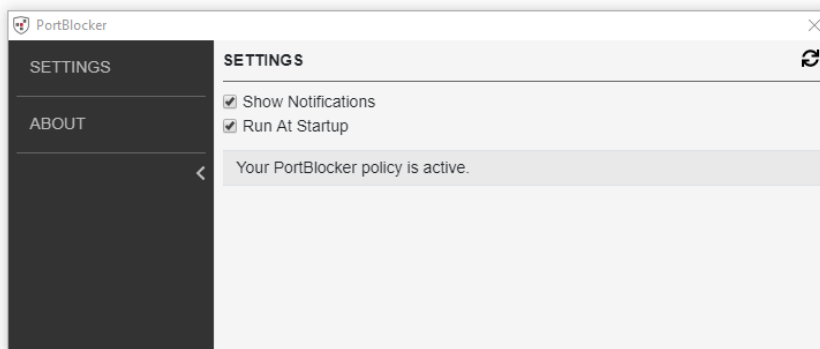 PortBlocker
SETTINGS
ABOUT
SETTINGS
Show Notifications
Run At Startup
Your PortBlocker policy is active.